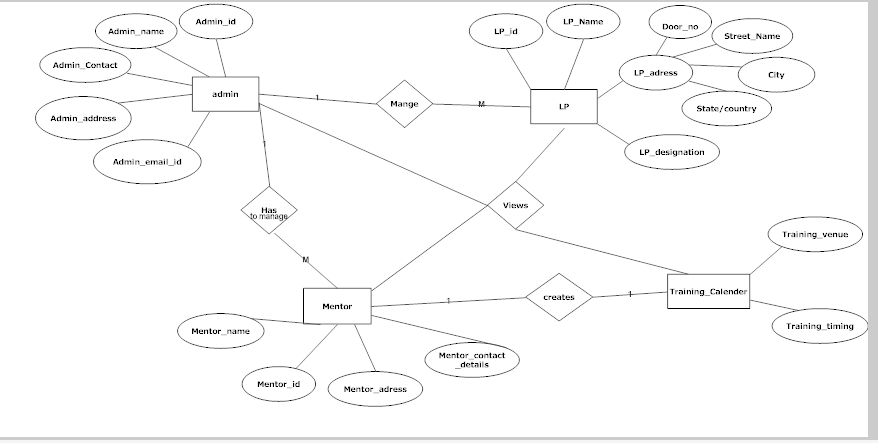 Admin_id
Admin_name
Admin_Contact
Admin_address
Admin_email_id
admin
1
Mange
M
LP
LP_id
LP_Name
Door_no
Street_Name
LP_adress
City
State/country
LP_designation
1
Has
to manage
M
Views
Training_venue
Training_Calender
Training_timing
Mentor
1
creates
1
Mentor_name
Mentor_id
Mentor_adress
Mentor_contact
_details